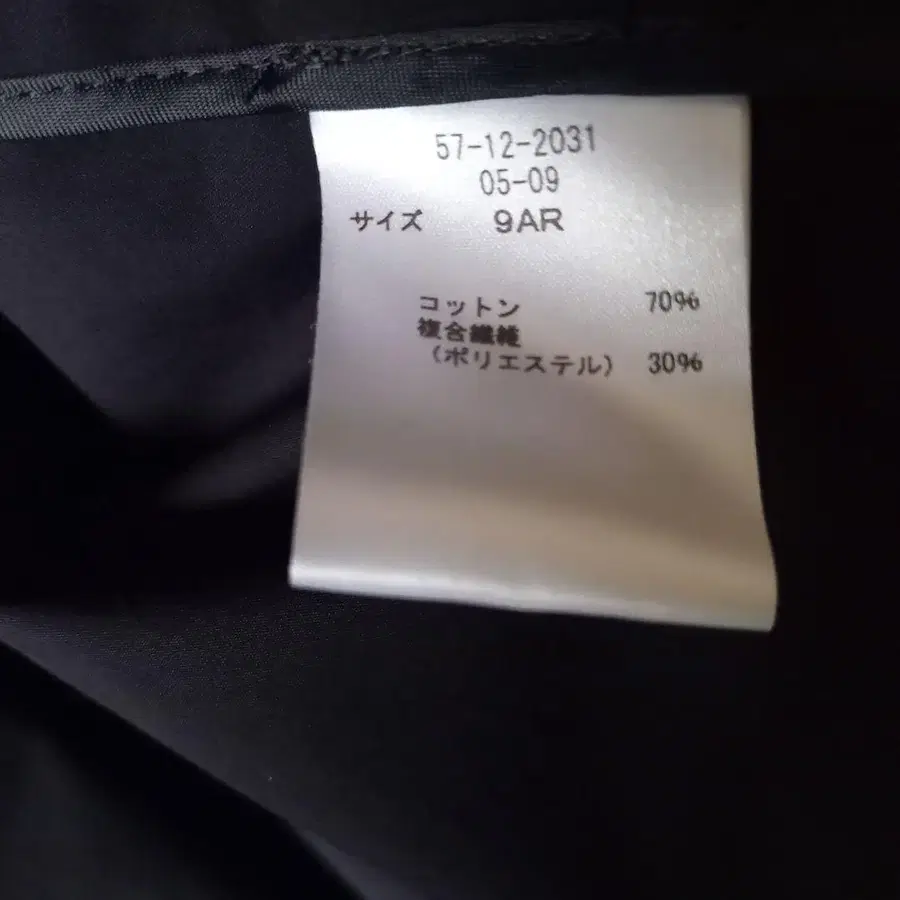 57-12-2031
05-09
サイズ 9AR
コットン 70%
複合繊維
(ポリエステル) 30%